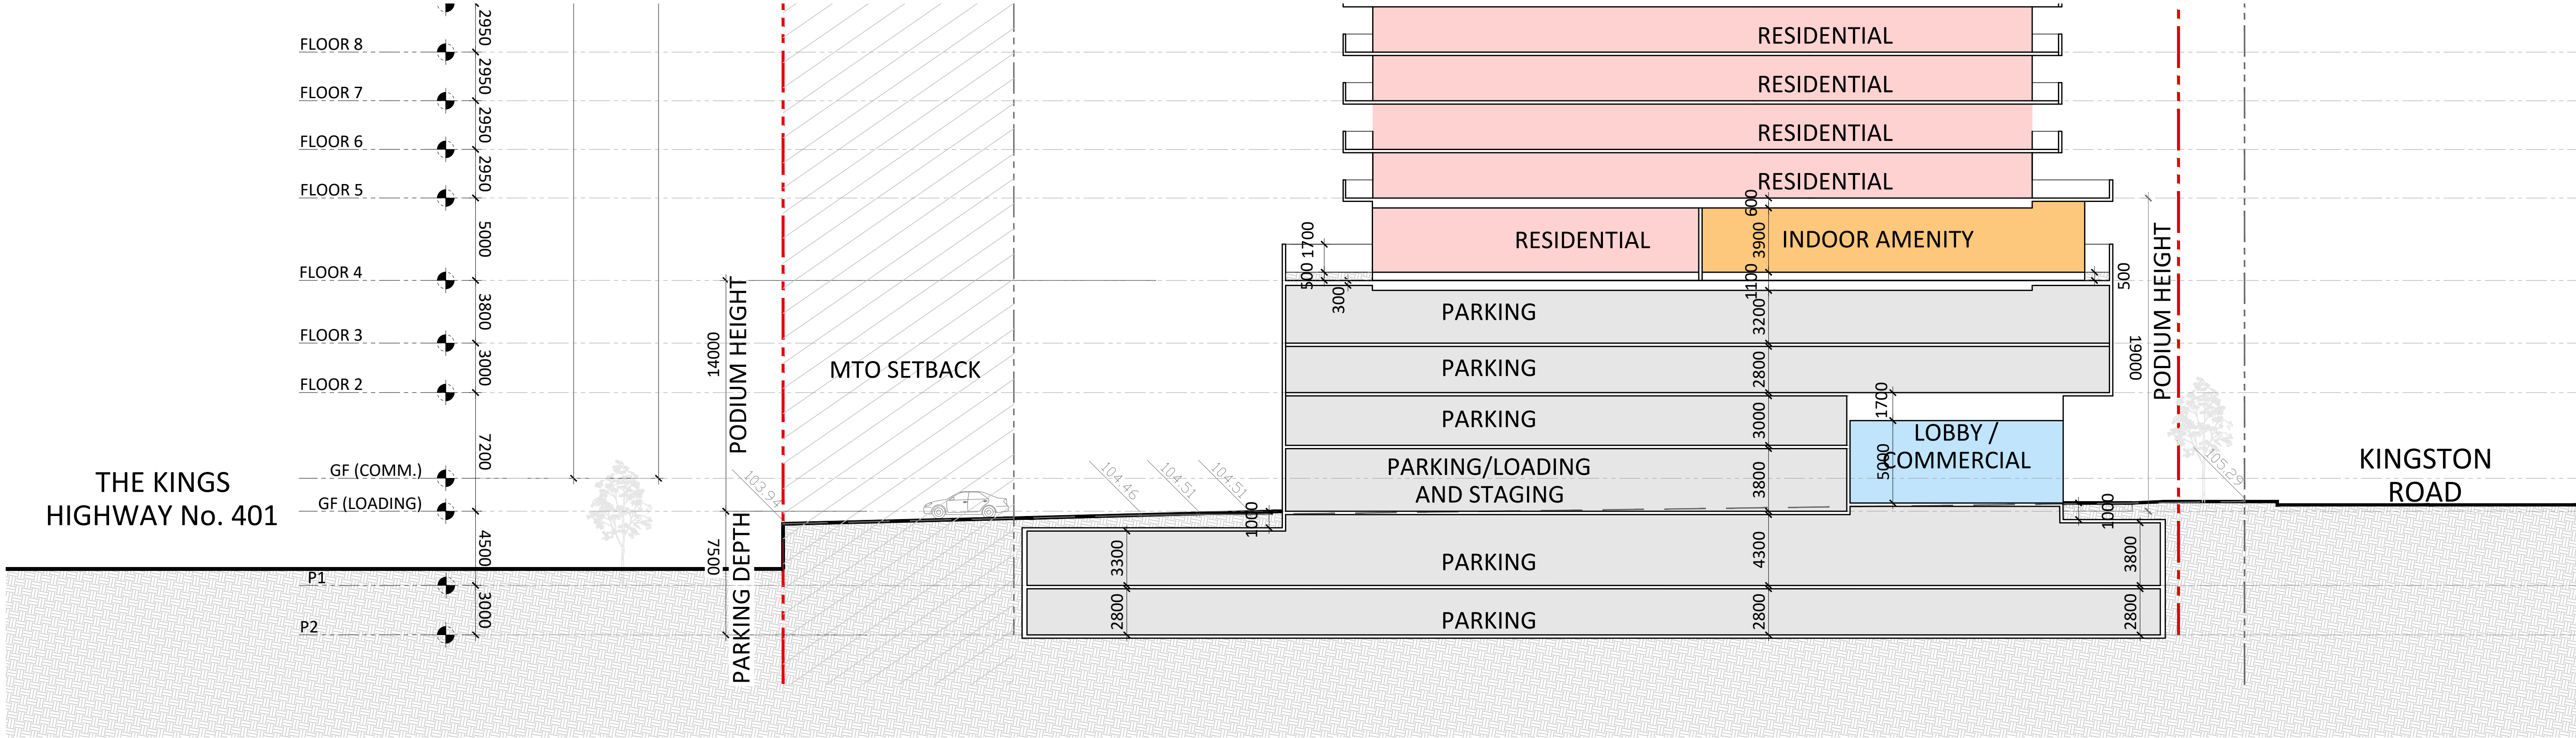 2950
FLOOR 8
2950
FLOOR 7
2950
FLOOR 6
2950
FLOOR 5
5000
FLOOR 4
3800
FLOOR 3
3000
FLOOR 2
7200
GF (COMM.)
GF (LOADING)
4500
P1
3000
P2
THE KINGS
HIGHWAY No. 401
14000
PODIUM HEIGHT
7500
PARKING DEPTH
MTO SETBACK
103.94
104.46
104.51
104.51
1000
RESIDENTIAL
RESIDENTIAL
RESIDENTIAL
RESIDENTIAL
600
RESIDENTIAL
3900
INDOOR AMENITY
1700
500
300
1100
500
PARKING
3200
PARKING
2800
PARKING
3000
1700
PARKING/LOADING
AND STAGING
3800
5000
LOBBY /
COMMERCIAL
1000
3300
PARKING
4300
3800
2800
PARKING
2800
2800
19000
PODIUM HEIGHT
105.29
KINGSTON
ROAD